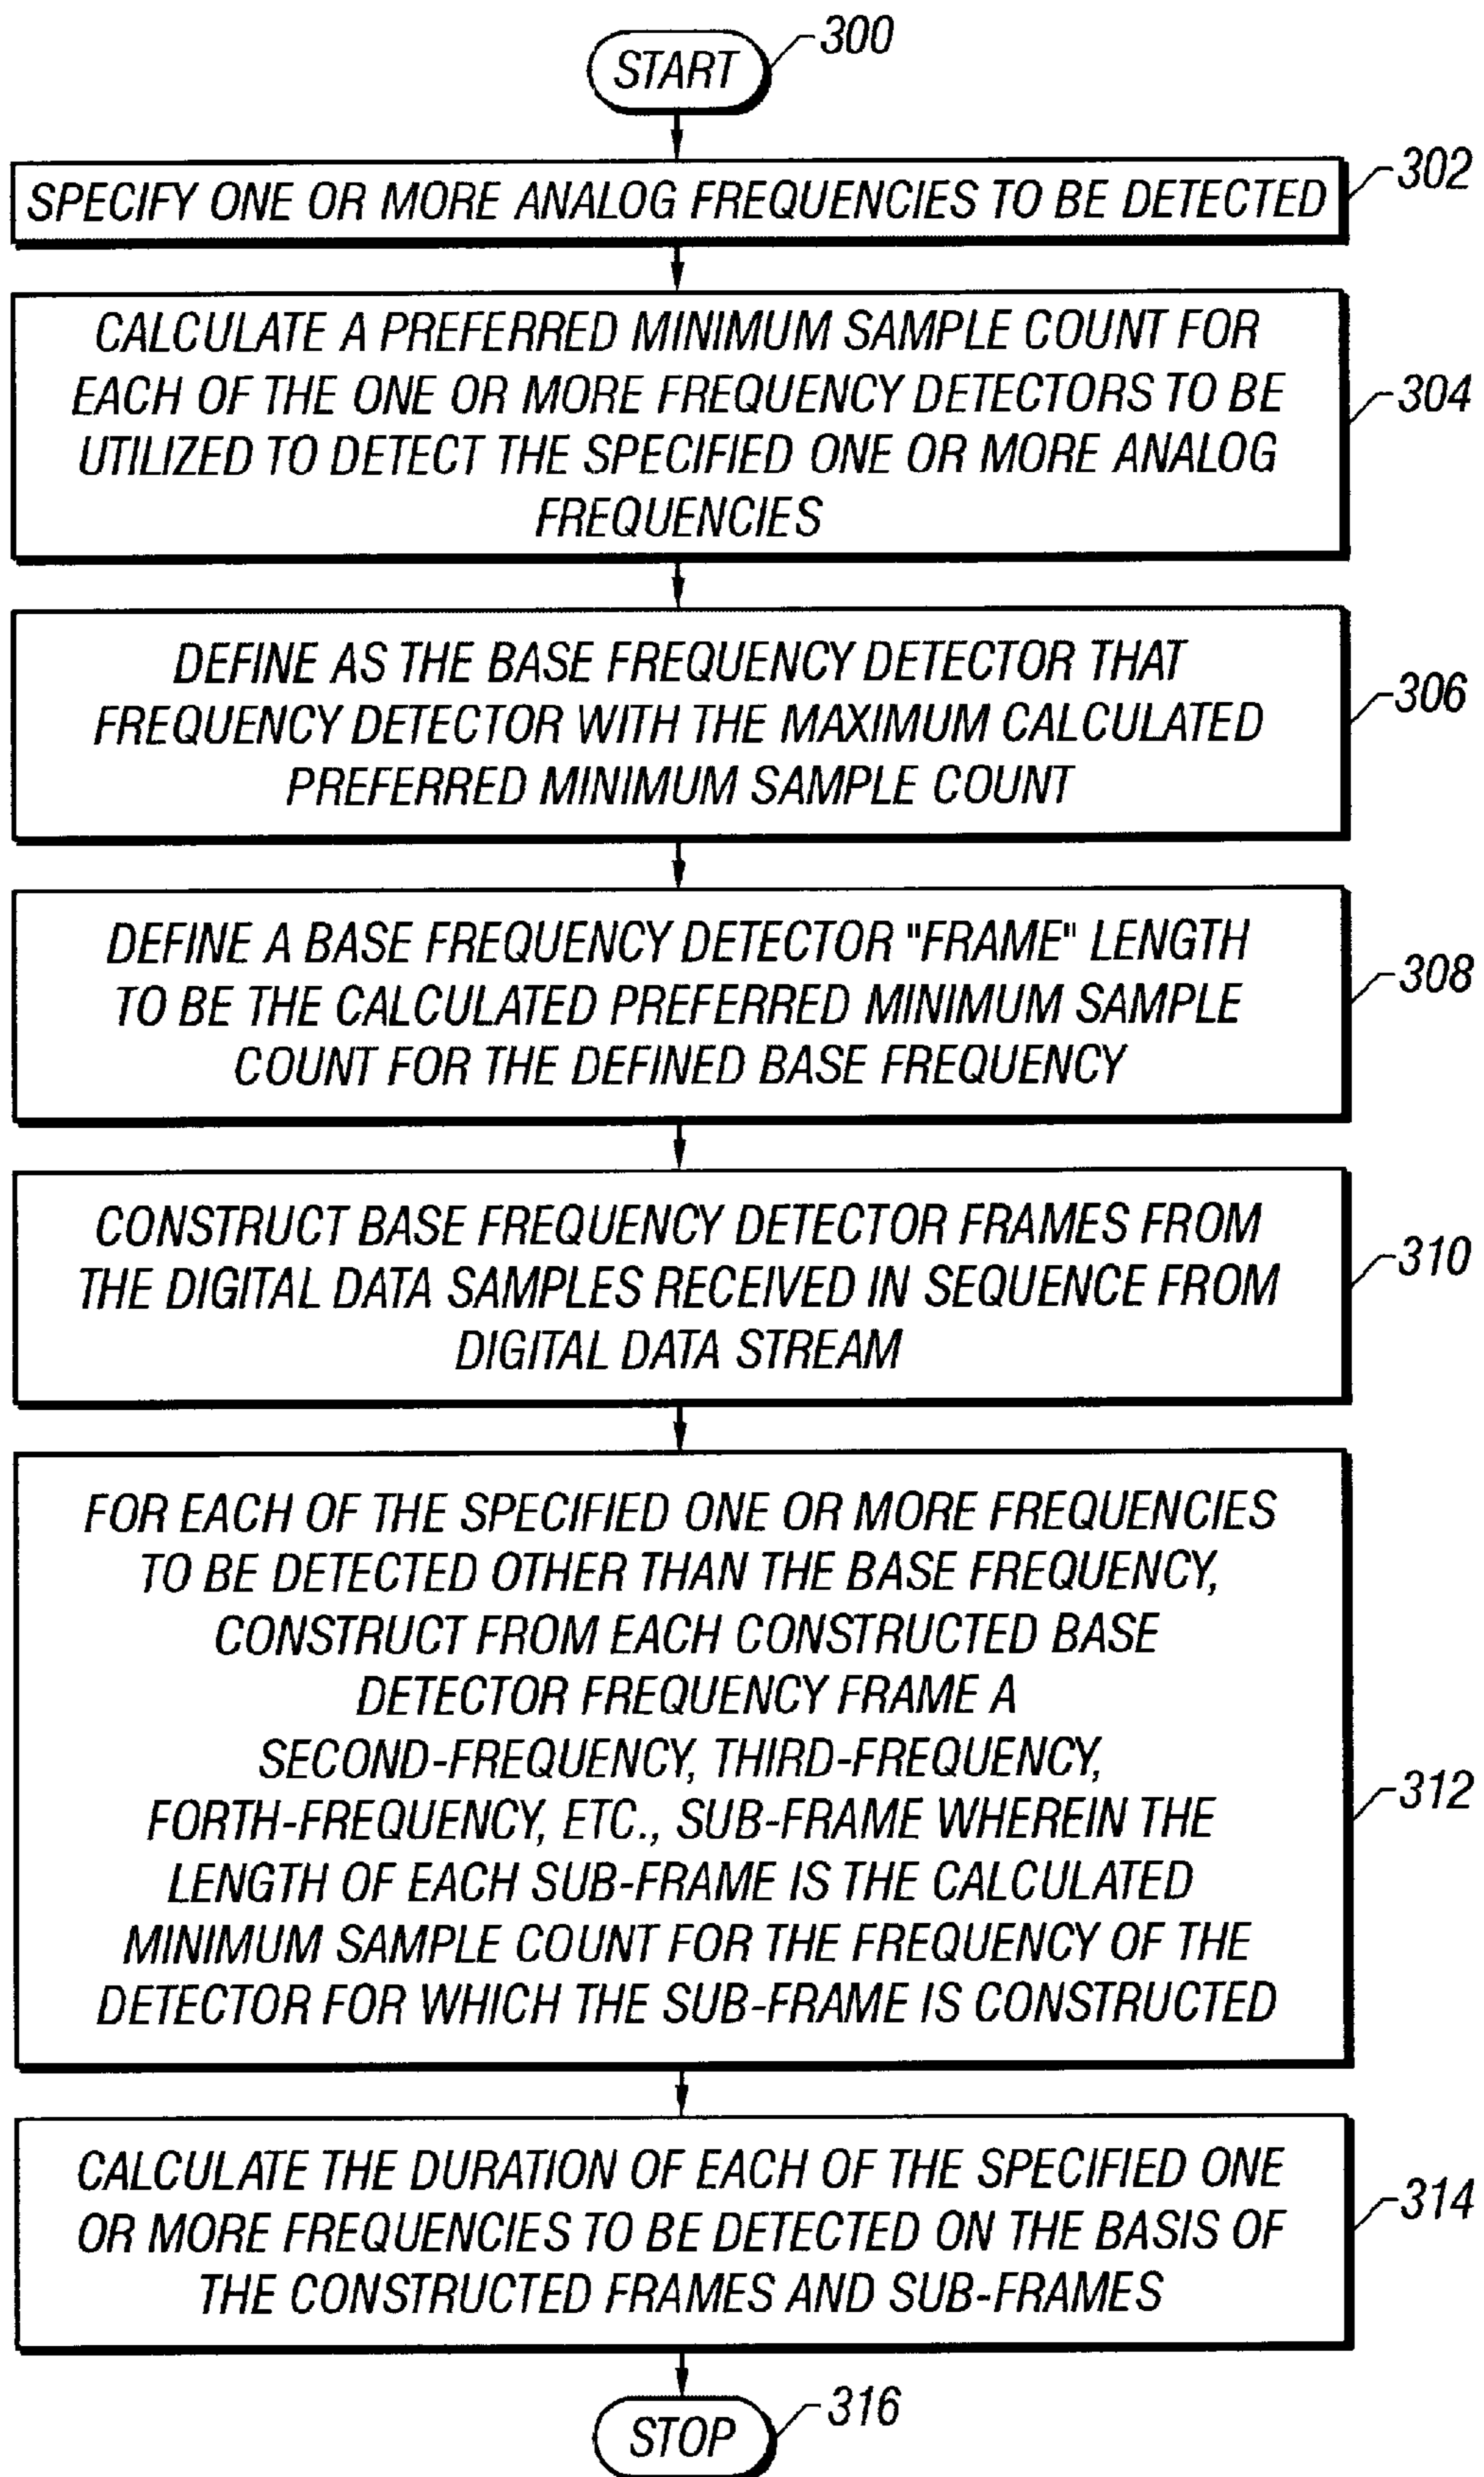 START
300
SPECIFY ONE OR MORE ANALOG FREQUENCIES TO BE DETECTED
302
CALCULATE A PREFERRED MINIMUM SAMPLE COUNT FOR
EACH OF THE ONE OR MORE FREQUENCY DETECTORS TO BE
UTILIZED TO DETECT THE SPECIFIED ONE OR MORE ANALOG
FREQUENCIES
304
DEFINE AS THE BASE FREQUENCY DETECTOR THAT
FREQUENCY DETECTOR WITH THE MAXIMUM CALCULATED
PREFERRED MINIMUM SAMPLE COUNT
306
DEFINE A BASE FREQUENCY DETECTOR "FRAME" LENGTH
TO BE THE CALCULATED PREFERRED MINIMUM SAMPLE
COUNT FOR THE DEFINED BASE FREQUENCY
308
CONSTRUCT BASE FREQUENCY DETECTOR FRAMES FROM
THE DIGITAL DATA SAMPLES RECEIVED IN SEQUENCE FROM
DIGITAL DATA STREAM
310
FOR EACH OF THE SPECIFIED ONE OR MORE FREQUENCIES
TO BE DETECTED OTHER THAN THE BASE FREQUENCY,
CONSTRUCT FROM EACH CONSTRUCTED BASE
DETECTOR FREQUENCY FRAME A
SECOND-FREQUENCY, THIRD-FREQUENCY,
FORTH-FREQUENCY, ETC., SUB-FRAME WHEREIN THE
LENGTH OF EACH SUB-FRAME IS THE CALCULATED
MINIMUM SAMPLE COUNT FOR THE FREQUENCY OF THE
DETECTOR FOR WHICH THE SUB-FRAME IS CONSTRUCTED
312
CALCULATE THE DURATION OF EACH OF THE SPECIFIED ONE
OR MORE FREQUENCIES TO BE DETECTED ON THE BASIS OF
THE CONSTRUCTED FRAMES AND SUB-FRAMES
314
STOP
316